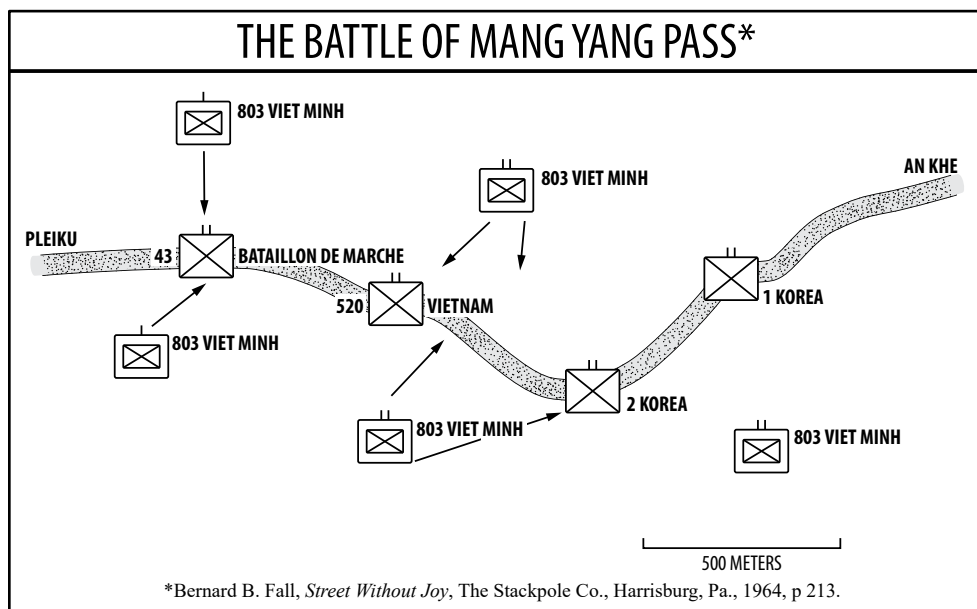 THE BATTLE OF MANG YANG PASS*
803 VIET MINH
803 VIET MINH
AN KHE
PLEIKU
43
BATAILLON DE MARCHE
520
VIETNAM
1 KOREA
803 VIET MINH
2 KOREA
803 VIET MINH
803 VIET MINH
500 METERS
*Bernard B. Fall, Street Without Joy, The Stackpole Co., Harrisburg, Pa., 1964, p 213.